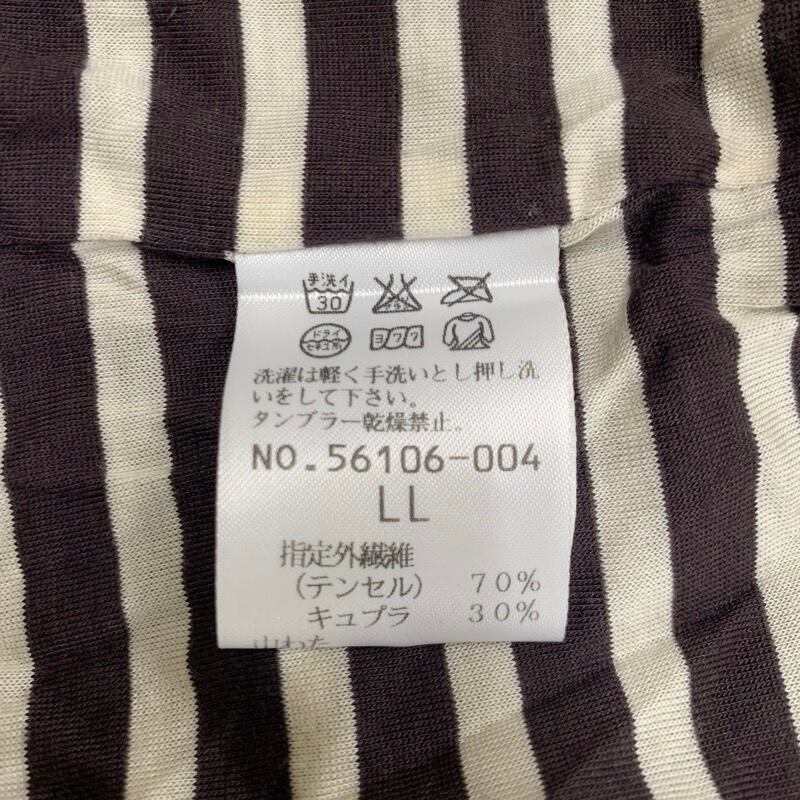 手洗イ
30
ドライ
ヨワク
洗濯は軽く手洗いとし押し洗
いをして下さい。
タンブラー乾燥禁止。
NO.56106-004
LL
指定外繊維
(テンセル) 70%
キュプラ 30%